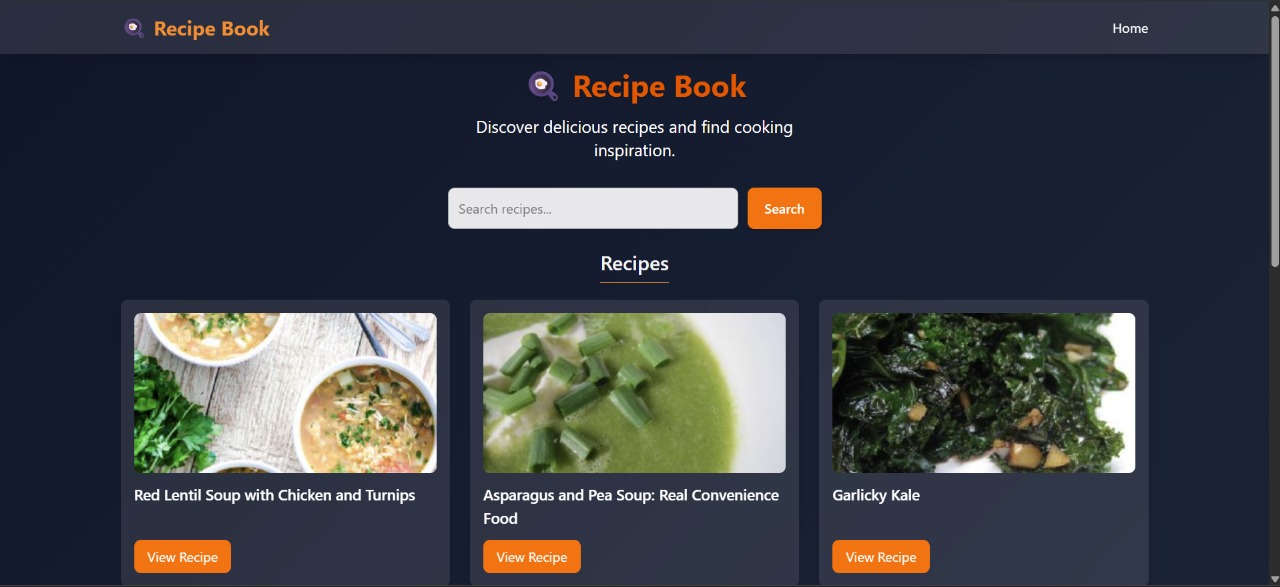 Recipe Book
Home
Recipe Book
Discover delicious recipes and find cooking
inspiration.
Search recipes...
Search
Recipes
Red Lentil Soup with Chicken and Turnips
View Recipe
Asparagus and Pea Soup: Real Convenience
Food
View Recipe
Garlicky Kale
View Recipe